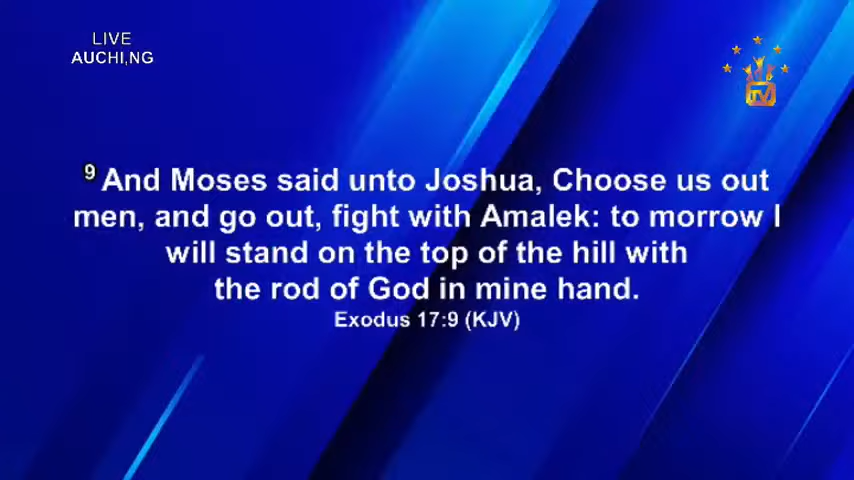 LIVE
AUCHI,NG
TV
9 And Moses said unto Joshua, Choose us out
men, and go out, fight with Amalek: to morrow I
will stand on the top of the hill with
the rod of God in mine hand.
Exodus 17:9 (KJV)